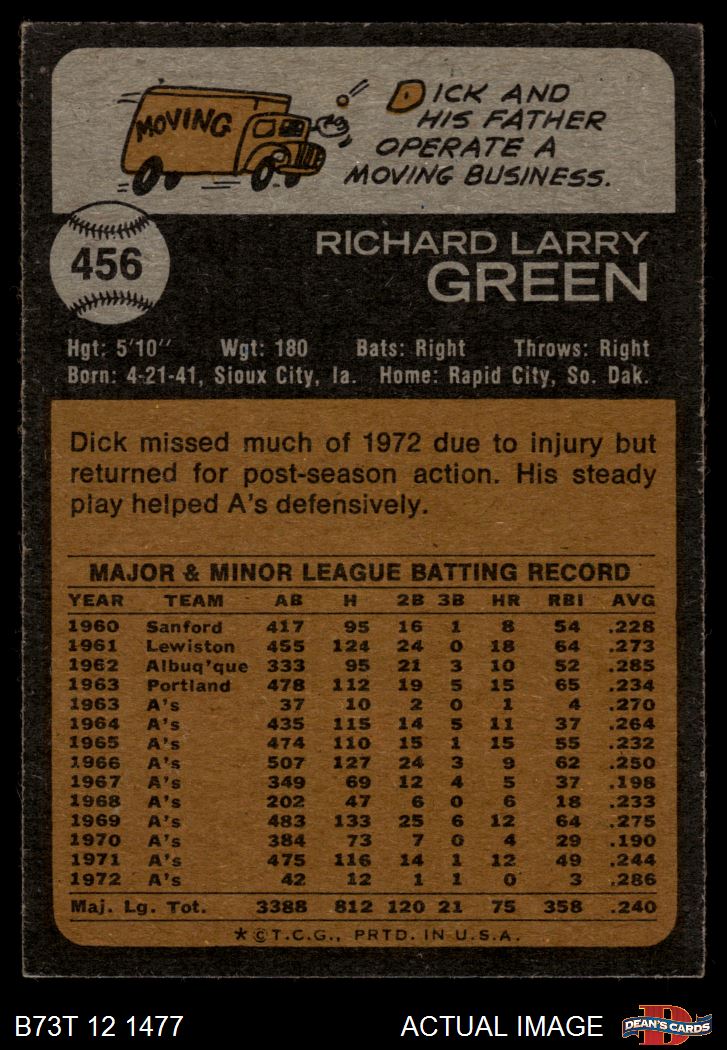 MOVING
DICK AND
HIS FATHER
OPERATE A
MOVING BUSINESS.
456
RICHARD LARRY
GREEN
Hgt: 5'10" Wgt: 180 Bats: Right Throws: Right
Born: 4-21-41, Sioux City, Ia. Home: Rapid City, So. Dak.
Dick missed much of 1972 due to injury but
returned for post-season action. His steady
play helped A's defensively.
MAJOR & MINOR LEAGUE BATTING RECORD
YEAR TEAM AB H 2B 3B HR RBI AVG
1960 Sanford 417 95 16 1 8 54 .228
1961 Lewiston 455 124 24 0 18 64 .273
1962 Albuq'que 333 95 21 3 10 52 .285
1963 Portland 478 112 19 5 15 65 .234
1963 A's 37 10 2 0 1 4 .270
1964 A's 435 115 14 5 11 37 .264
1965 A's 474 110 15 1 15 55 .232
1966 A's 507 127 24 3 9 62 .250
1967 A's 349 69 12 4 5 37 .198
1968 A's 202 47 6 0 6 18 .233
1969 A's 483 133 25 6 12 64 .275
1970 A's 384 73 7 0 4 29 .190
1971 A's 475 116 14 1 12 49 .244
1972 A's 42 12 1 1 0 3 .286
Maj. Lg. Tot. 3388 812 120 21 75 358 .240
*©T.C.G., PRTD. IN U.S.A.
B73T 12 1477 ACTUAL IMAGE D DEAN'S CARDS